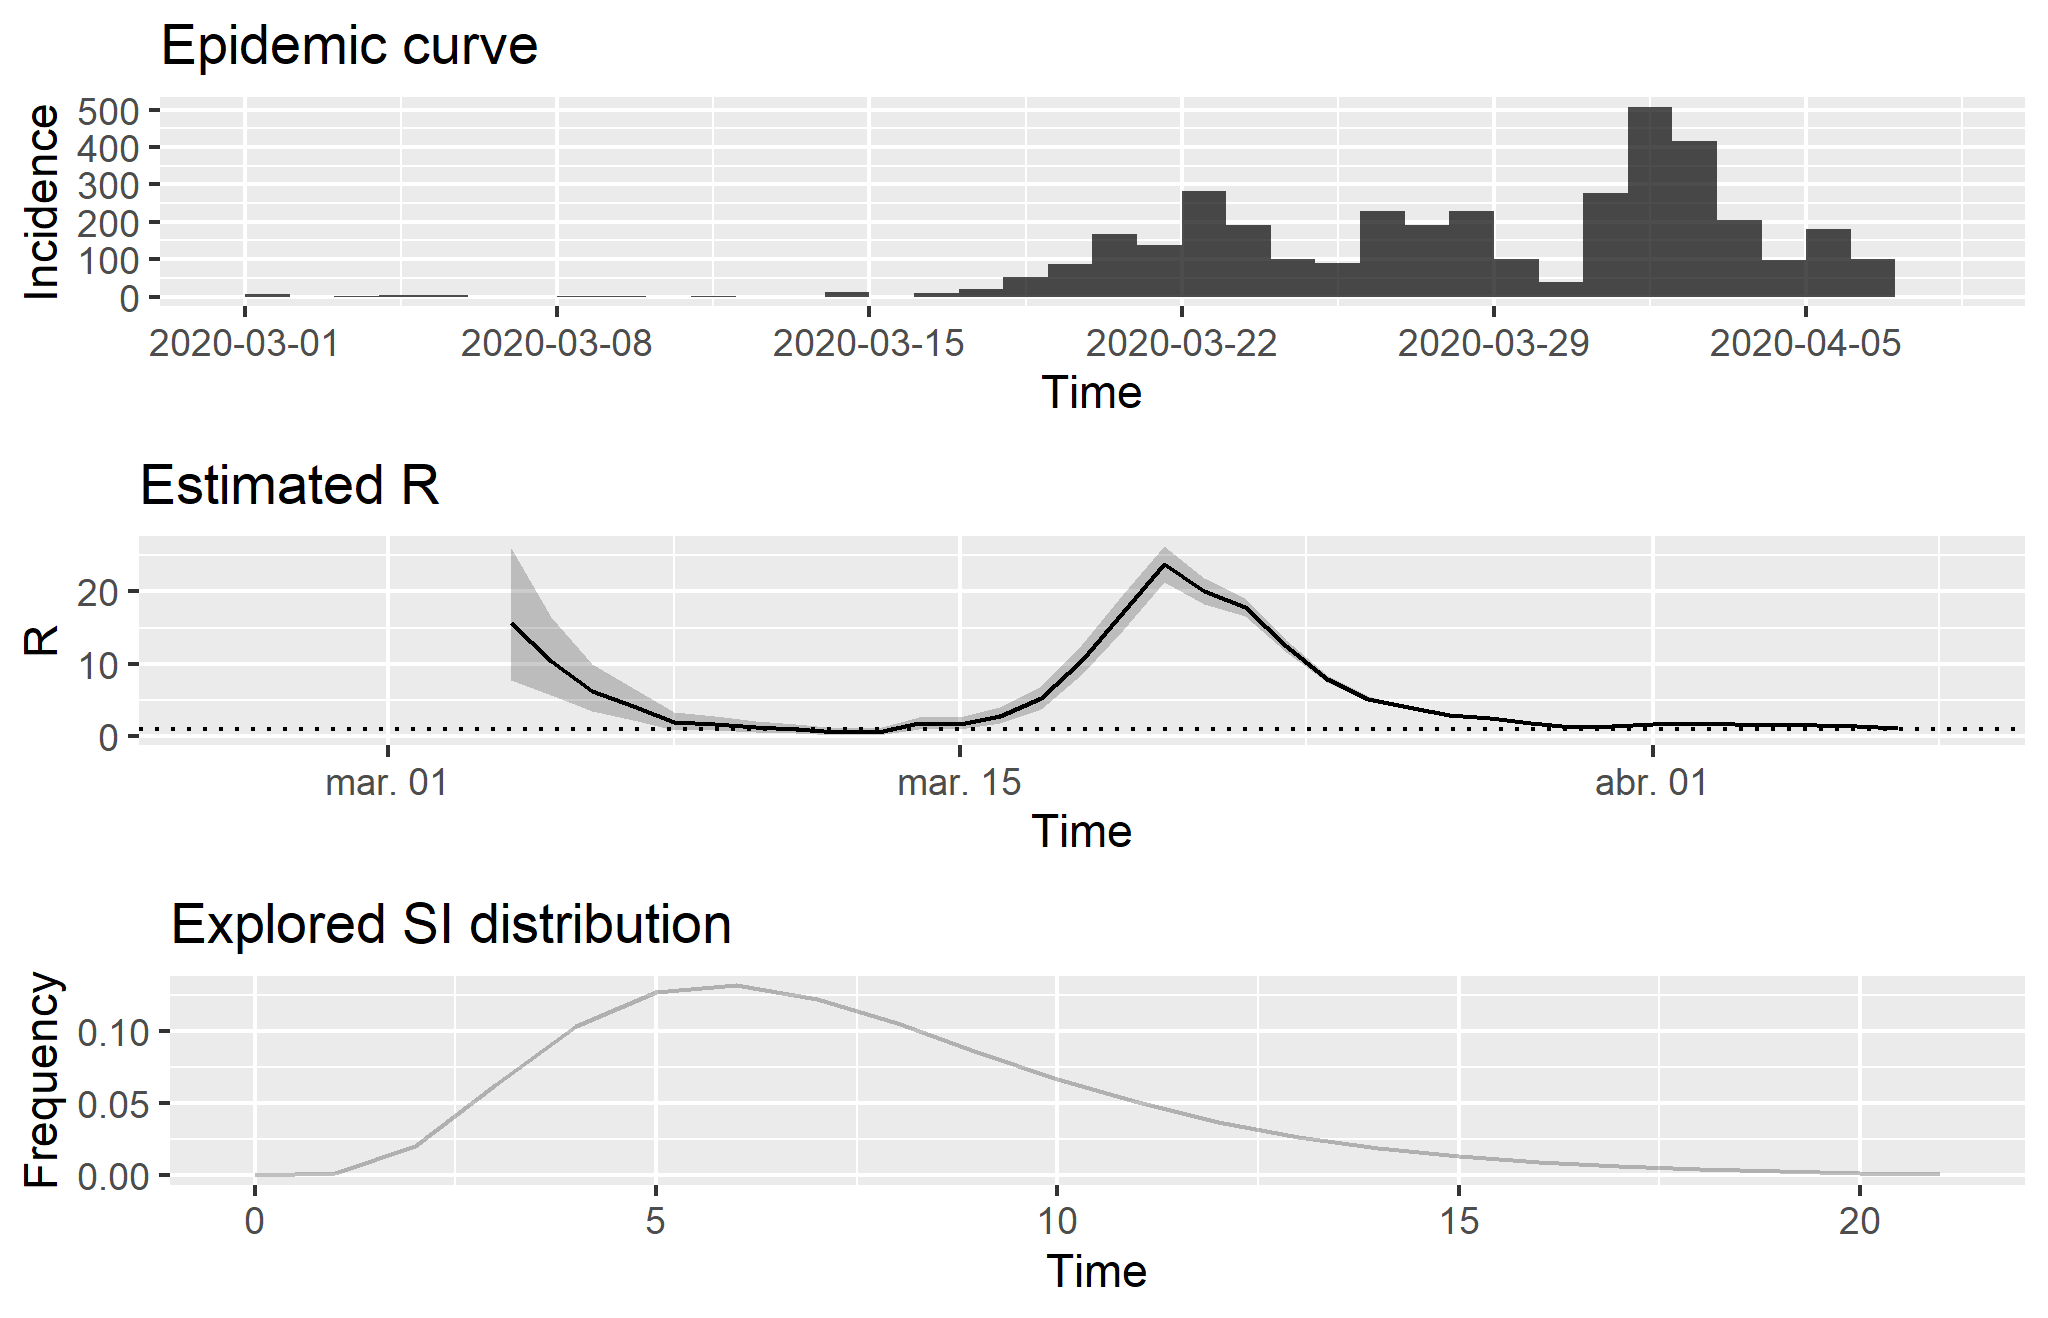 Epidemic curve
Incidence
500
400
300
200
100
0
2020-03-01 2020-03-08 2020-03-15 2020-03-22 2020-03-29 2020-04-05
Time
Estimated R
R
20
10
0
mar. 01 mar. 15 abr. 01
Time
Explored SI distribution
Frequency
0.10
0.05
0.00
0 5 10 15 20
Time